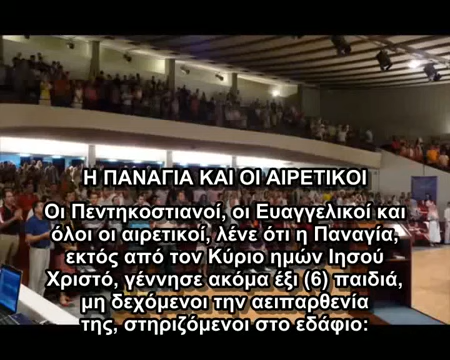 Η ΠΑΝΑΓΙΑ ΚΑΙ ΟΙ ΑΙΡΕΤΙΚΟΙ
Οι Πεντηκοστιανοί, οι Ευαγγελικοί και
όλοι οι αιρετικοί, λένε ότι η Παναγία,
εκτός από τον Κύριο ημών Ιησού
Χριστό, γέννησε ακόμα έξι (6) παιδιά,
μη δεχόμενοι την αειπαρθενία
της, στηριζόμενοι στο εδάφιο: